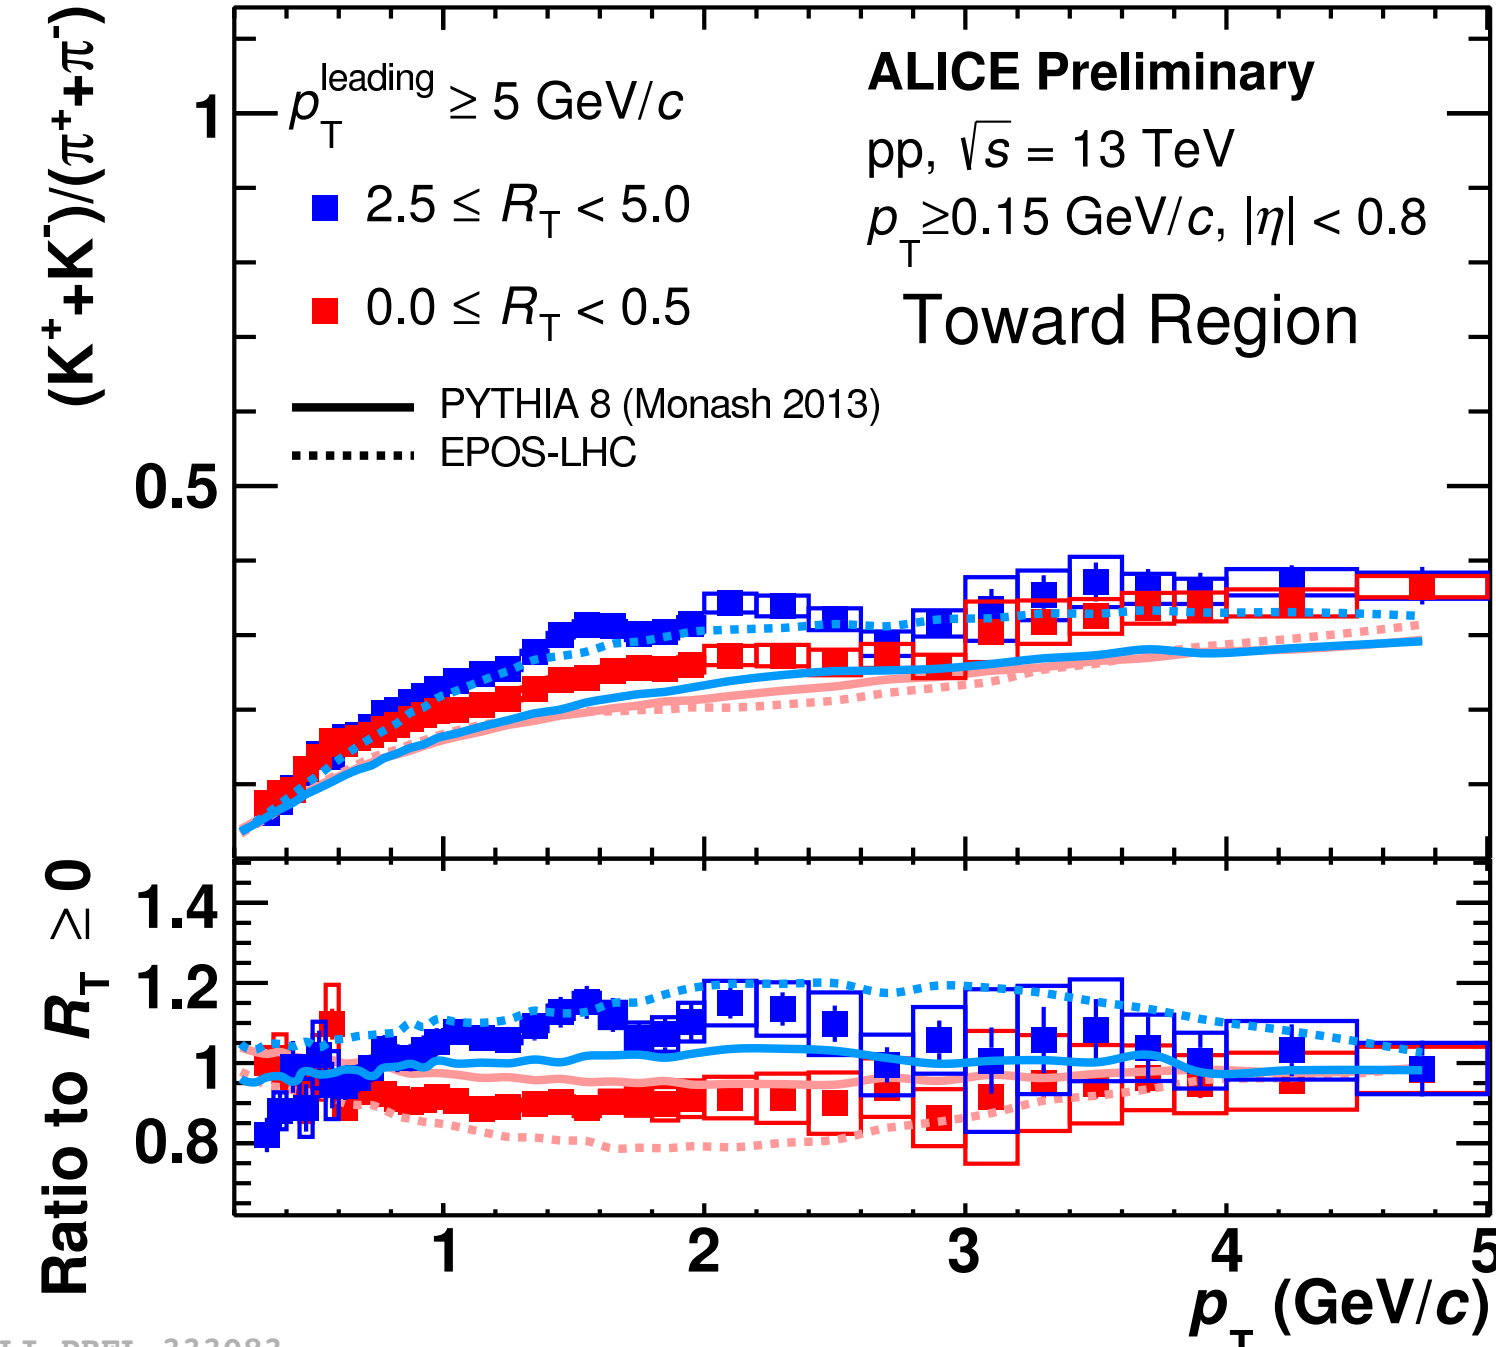 (K⁺+K⁻)/(π⁺+π⁻)
1
0.5
p_T^leading ≥ 5 GeV/c
2.5 ≤ R_T < 5.0
0.0 ≤ R_T < 0.5
PYTHIA 8 (Monash 2013)
EPOS-LHC
ALICE Preliminary
pp, √s = 13 TeV
p_T≥0.15 GeV/c, |η| < 0.8
Toward Region
Ratio to R_T ≥ 0
1.4
1.2
1
0.8
1 2 3 4 5
p_T (GeV/c)